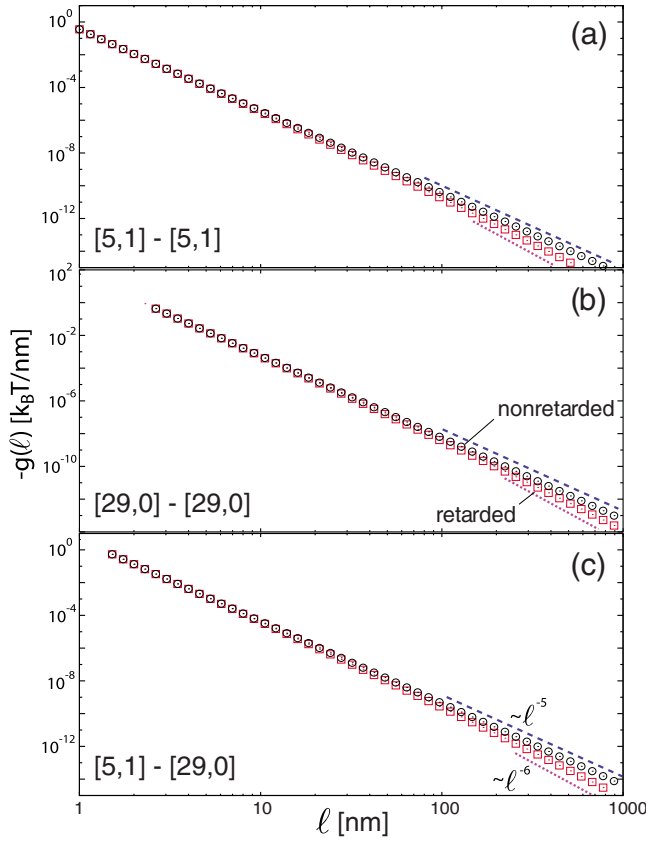 10^0
(a)
10^-4
10^-8
10^-12
[5,1] - [5,1]
10^2
(b)
10^-2
-g(ℓ) [k_BT/nm]
10^-6
nonretarded
10^-10
[29,0] - [29,0]
retarded
10^0
(c)
10^-4
10^-8
~ℓ^-5
10^-12
[5,1] - [29,0]
~ℓ^-6
1 10 100 1000
ℓ [nm]